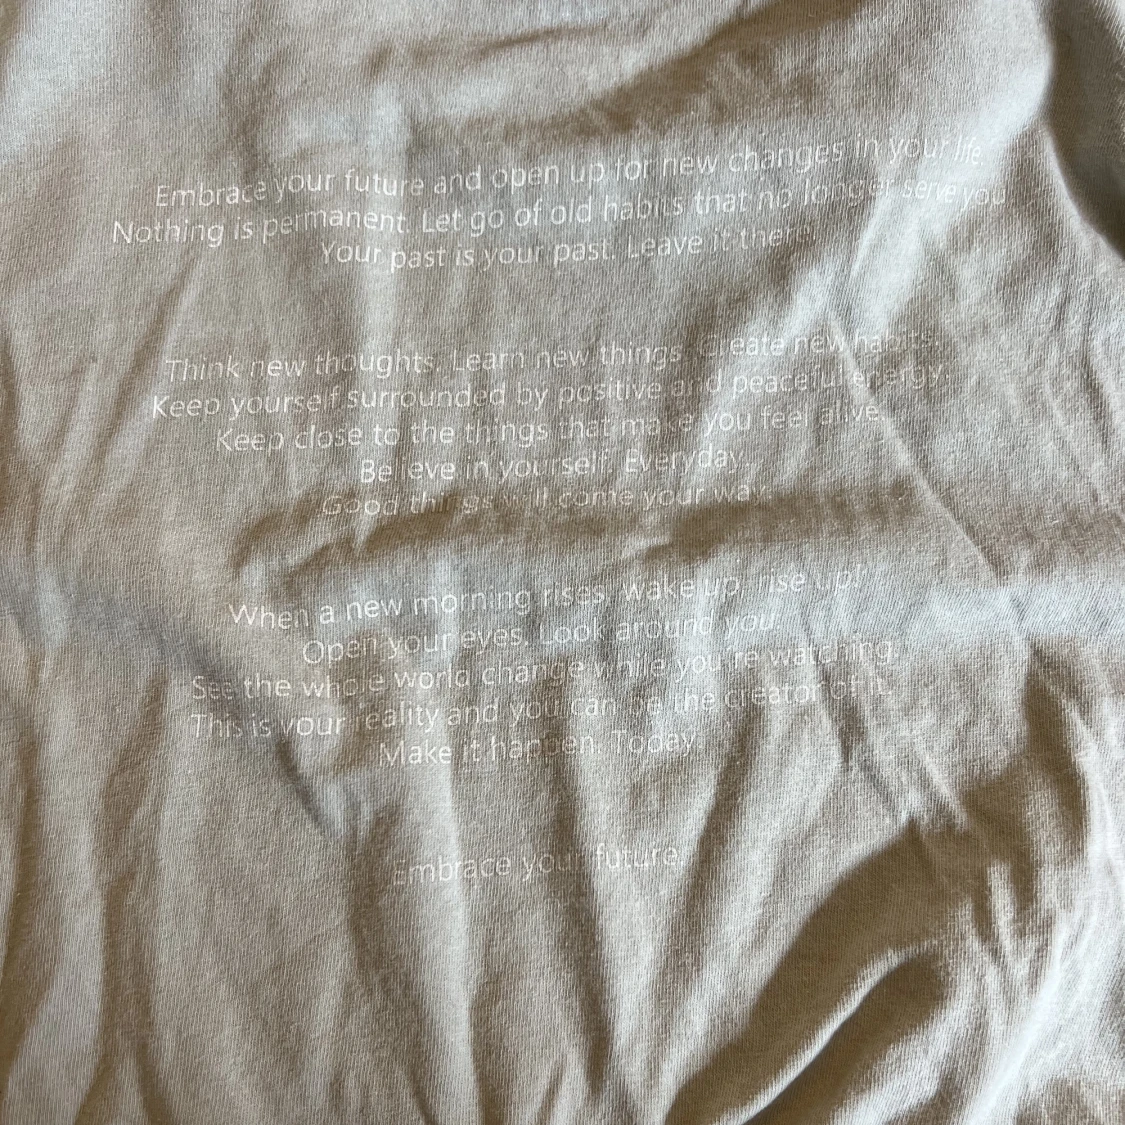 Embrace your future and open up for new changes in your life.
Nothing is permanent. Let go of old habits that no longer serve you.
Your past is your past. Leave it there.
Think new thoughts. Learn new things. Create new habits.
Keep yourself surrounded by positive and peaceful energy.
Keep close to the things that make you feel alive.
Believe in yourself. Everyday.
Good things will come your way.
When a new morning rises, wake up, rise up!
Open your eyes. Look around you.
See the whole world change while you're watching.
This is your reality and you can be the creator of it.
Make it happen. Today.
Embrace your future.